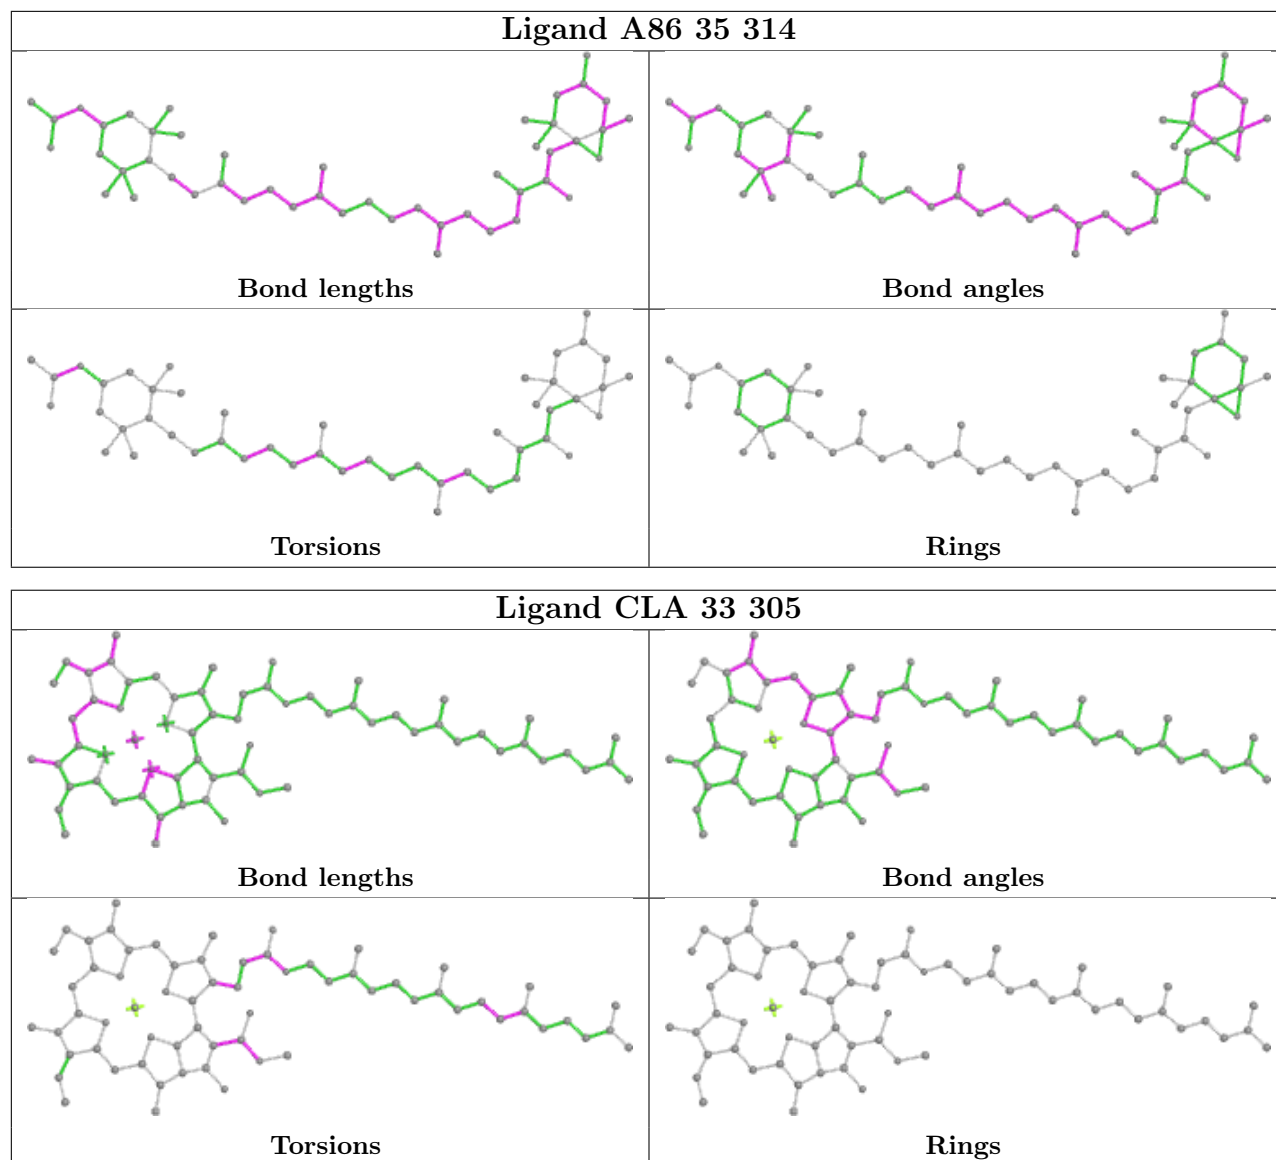 Ligand A86 35 314
Bond lengths
Bond angles
Torsions
Rings
Ligand CLA 33 305
Bond lengths
Bond angles
Torsions
Rings